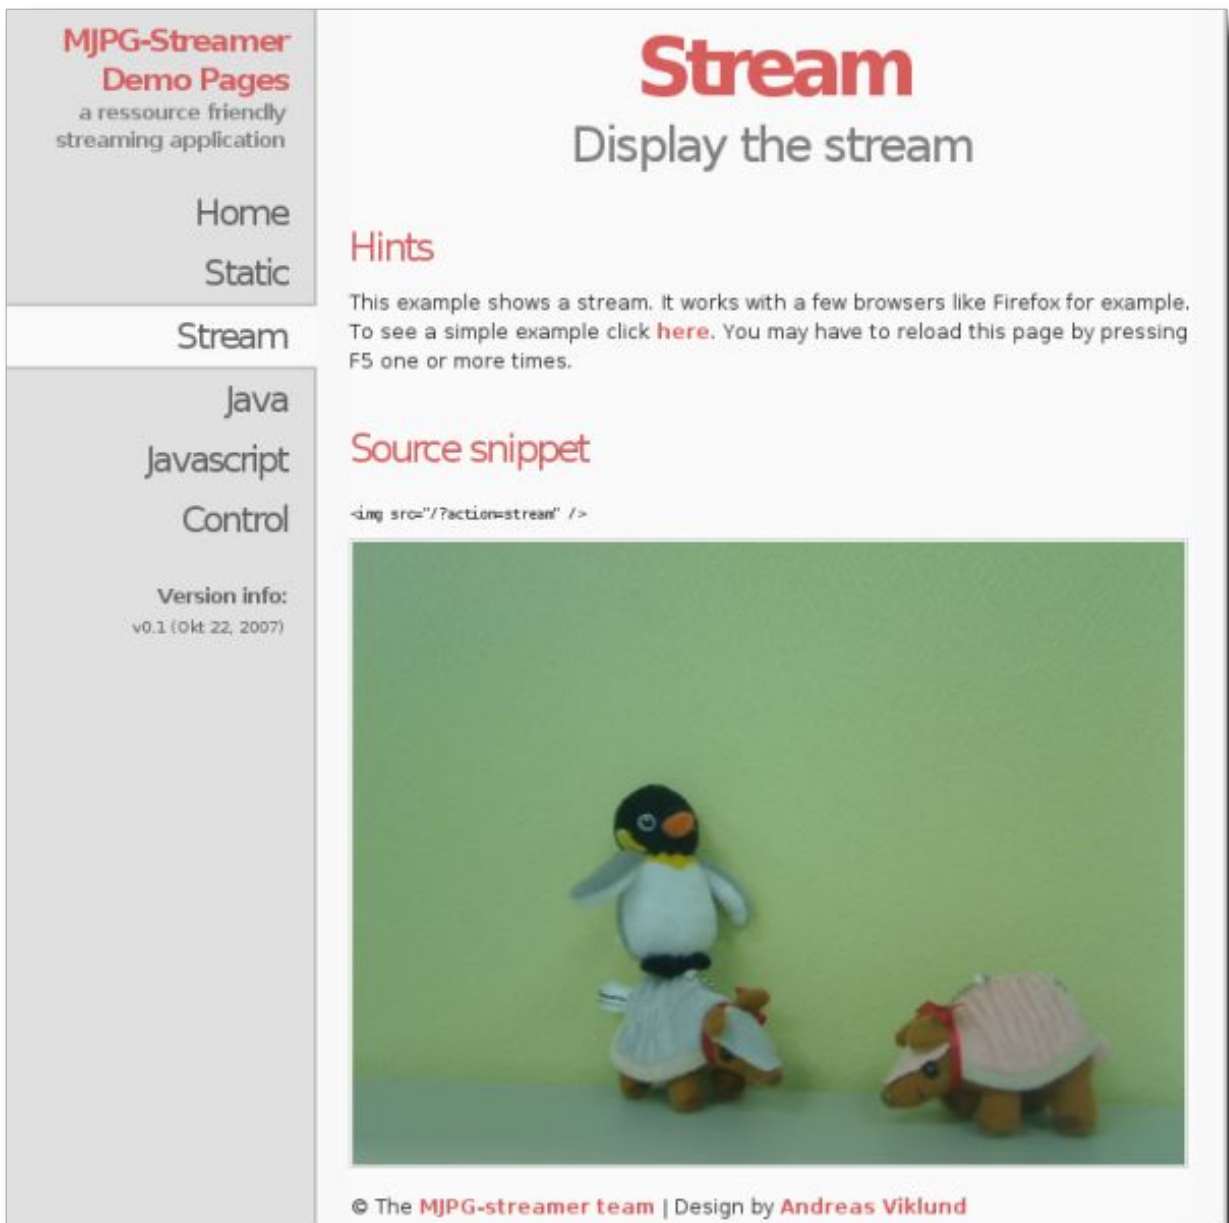 MJPG-Streamer
Demo Pages
a ressource friendly
streaming application
Home
Static
Stream
Java
Javascript
Control
Version info:
v0.1 (Okt 22, 2007)
Stream
Display the stream
Hints
This example shows a stream. It works with a few browsers like Firefox for example.
To see a simple example click here. You may have to reload this page by pressing
F5 one or more times.
Source snippet
<img src="/?action=stream" />
© The MJPG-streamer team | Design by Andreas Viklund